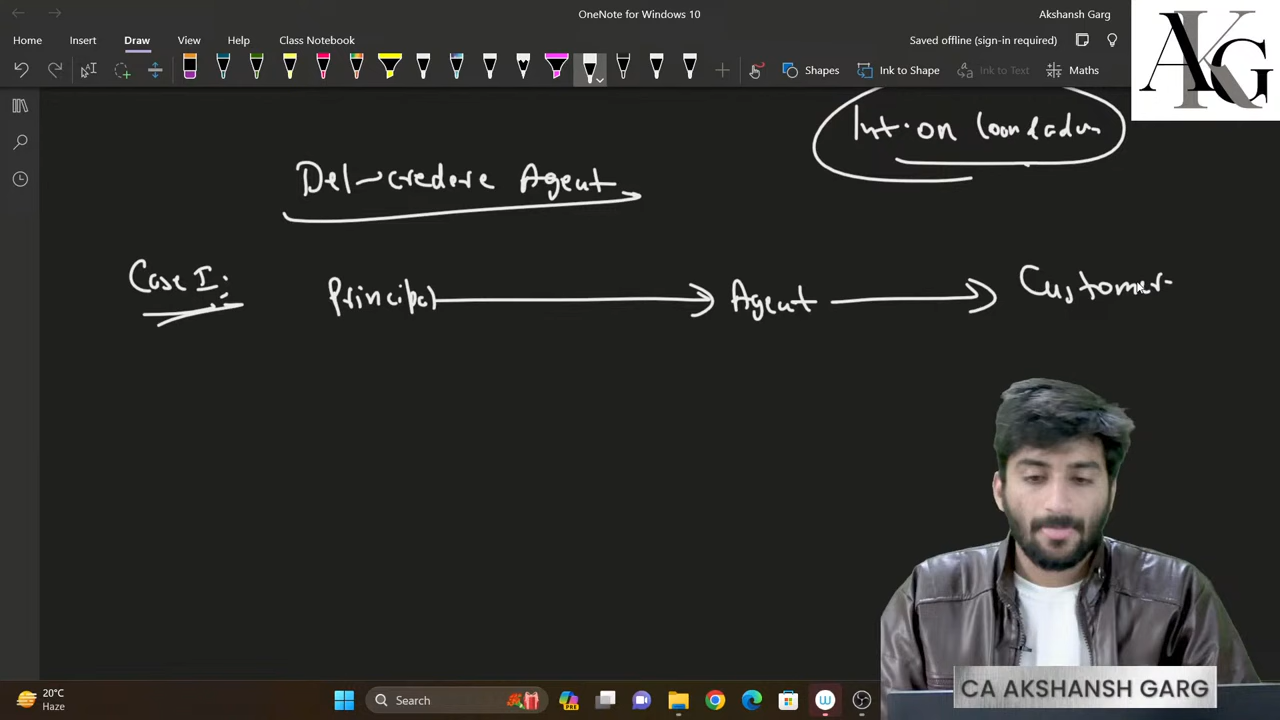 OneNote for Windows 10
Akshansh Garg
Home Insert Draw View Help Class Notebook
Saved offline (sign-in required)
Shapes Ink to Shape Ink to Text Maths
AKG
Int. on
Del-credere Agent
Case I:
Principal Agent Customer
CA AKSHANSH GARG
20°C
Haze
Search
PRE